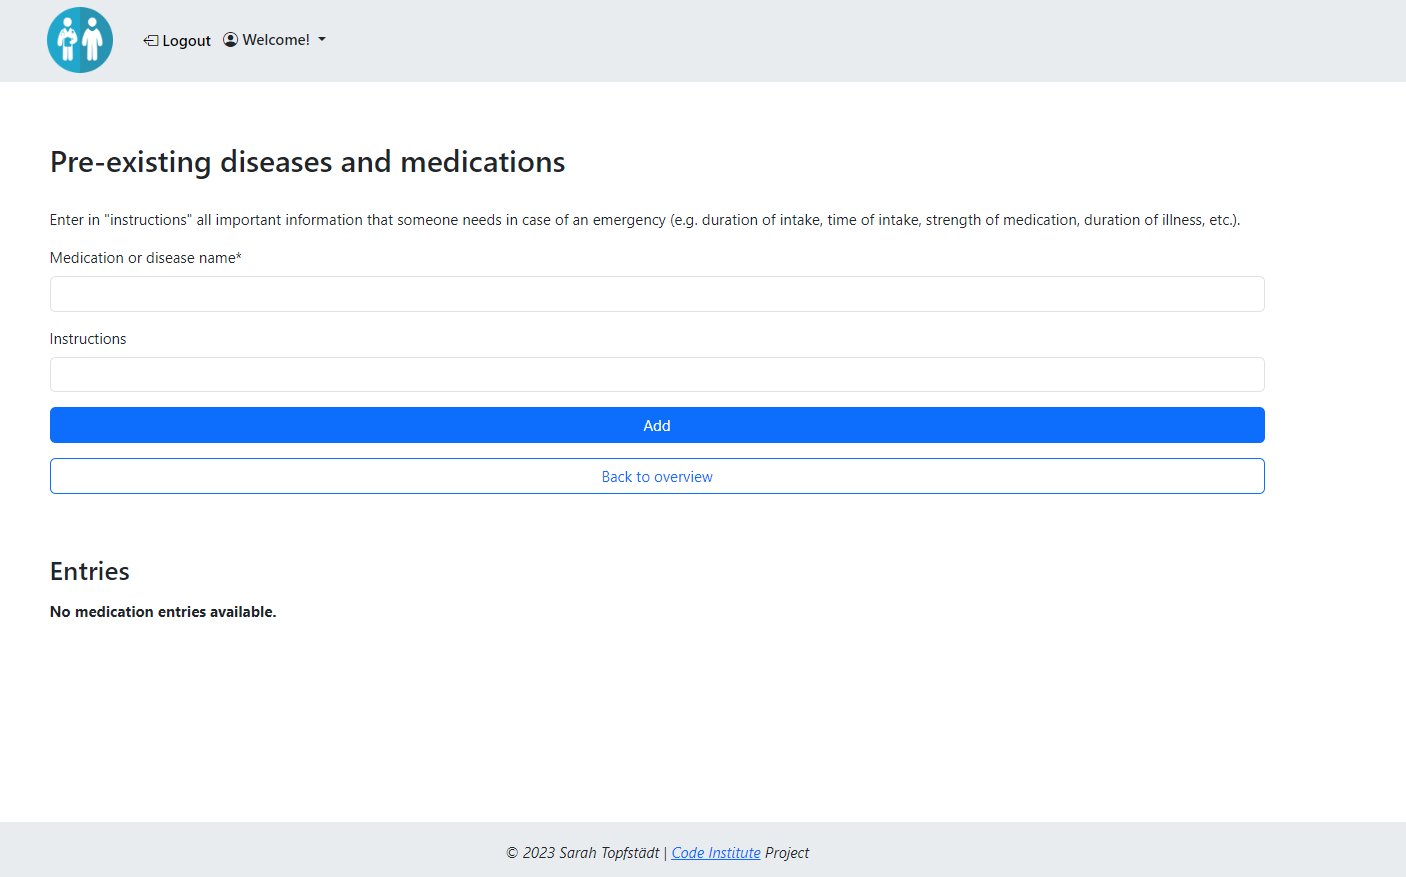 Logout Welcome!
Pre-existing diseases and medications
Enter in "instructions" all important information that someone needs in case of an emergency (e.g. duration of intake, time of intake, strength of medication, duration of illness, etc.).
Medication or disease name*
Instructions
Add
Back to overview
Entries
No medication entries available.
© 2023 Sarah Topfstädt | Code Institute Project